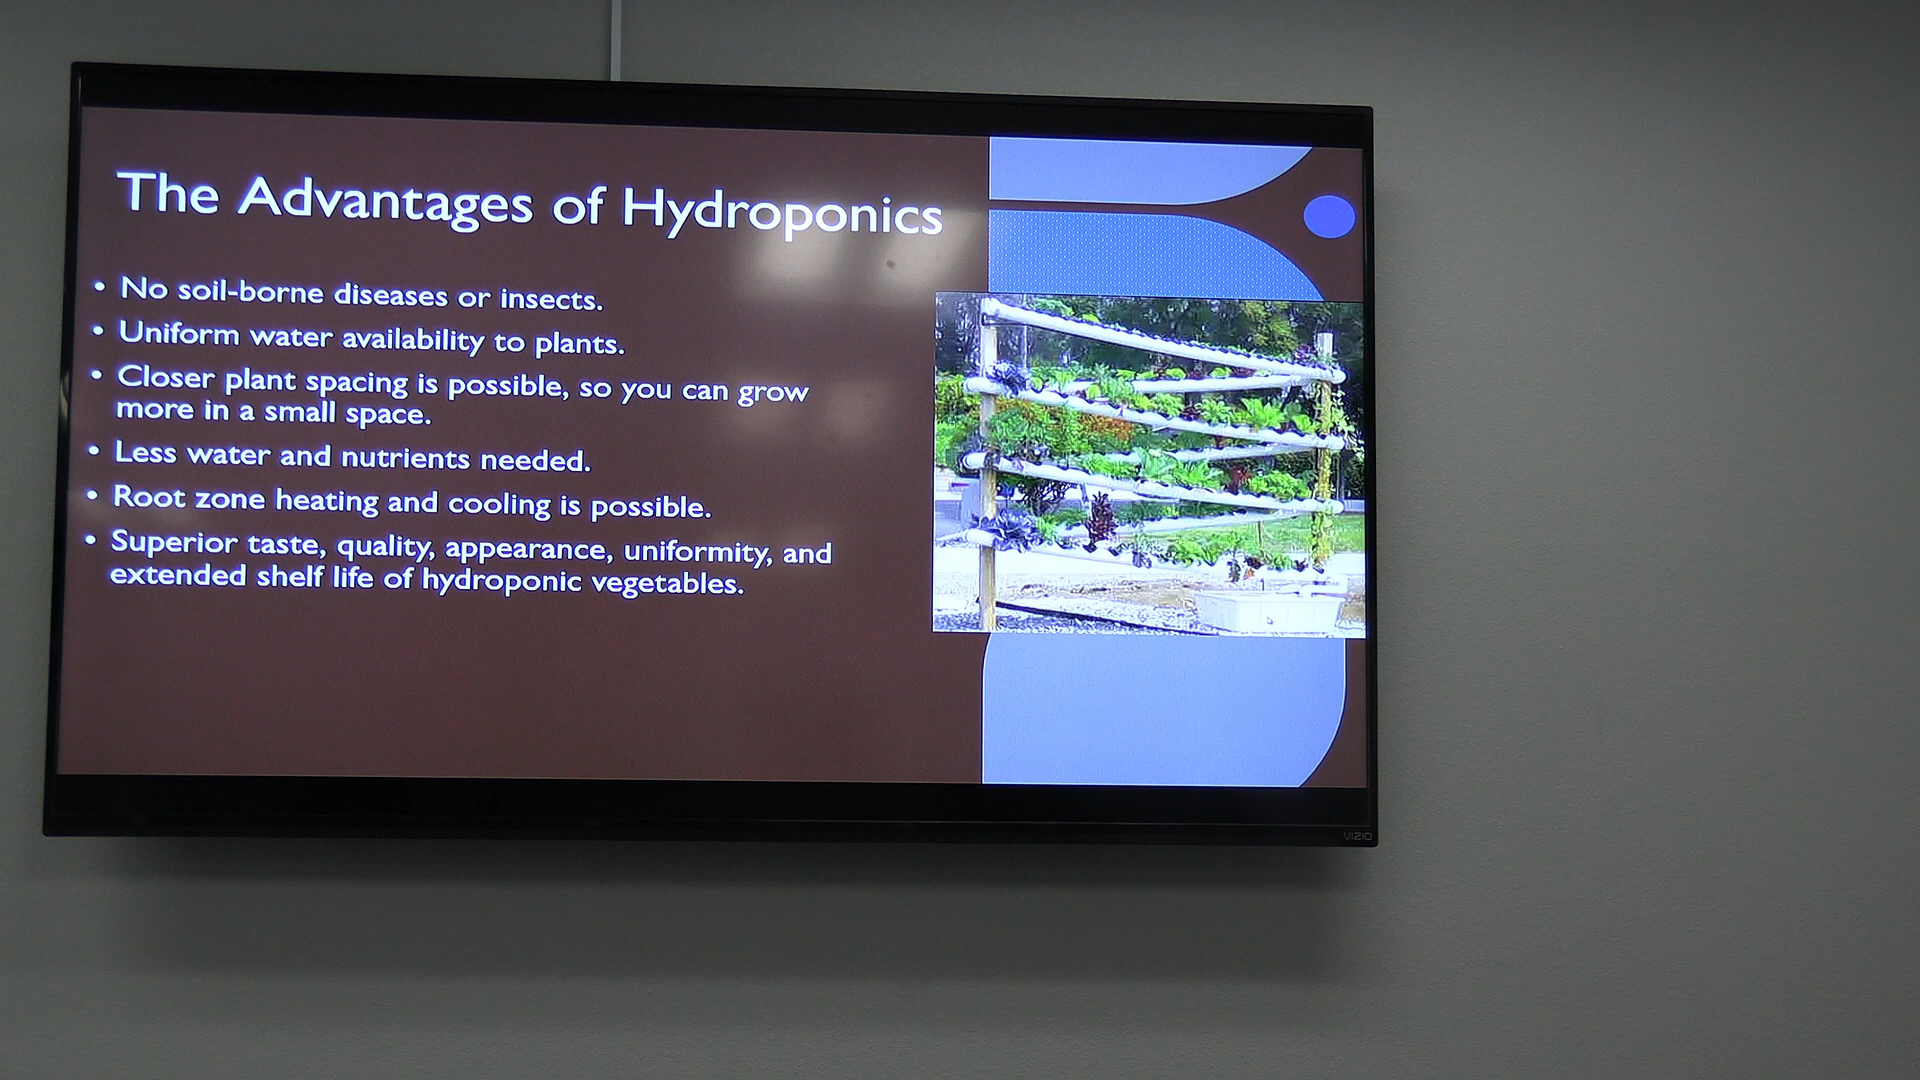 The Advantages of Hydroponics
• No soil-borne diseases or insects.
• Uniform water availability to plants.
• Closer plant spacing is possible, so you can grow
more in a small space.
• Less water and nutrients needed.
• Root zone heating and cooling is possible.
• Superior taste, quality, appearance, uniformity, and
extended shelf life of hydroponic vegetables.
VIZIO